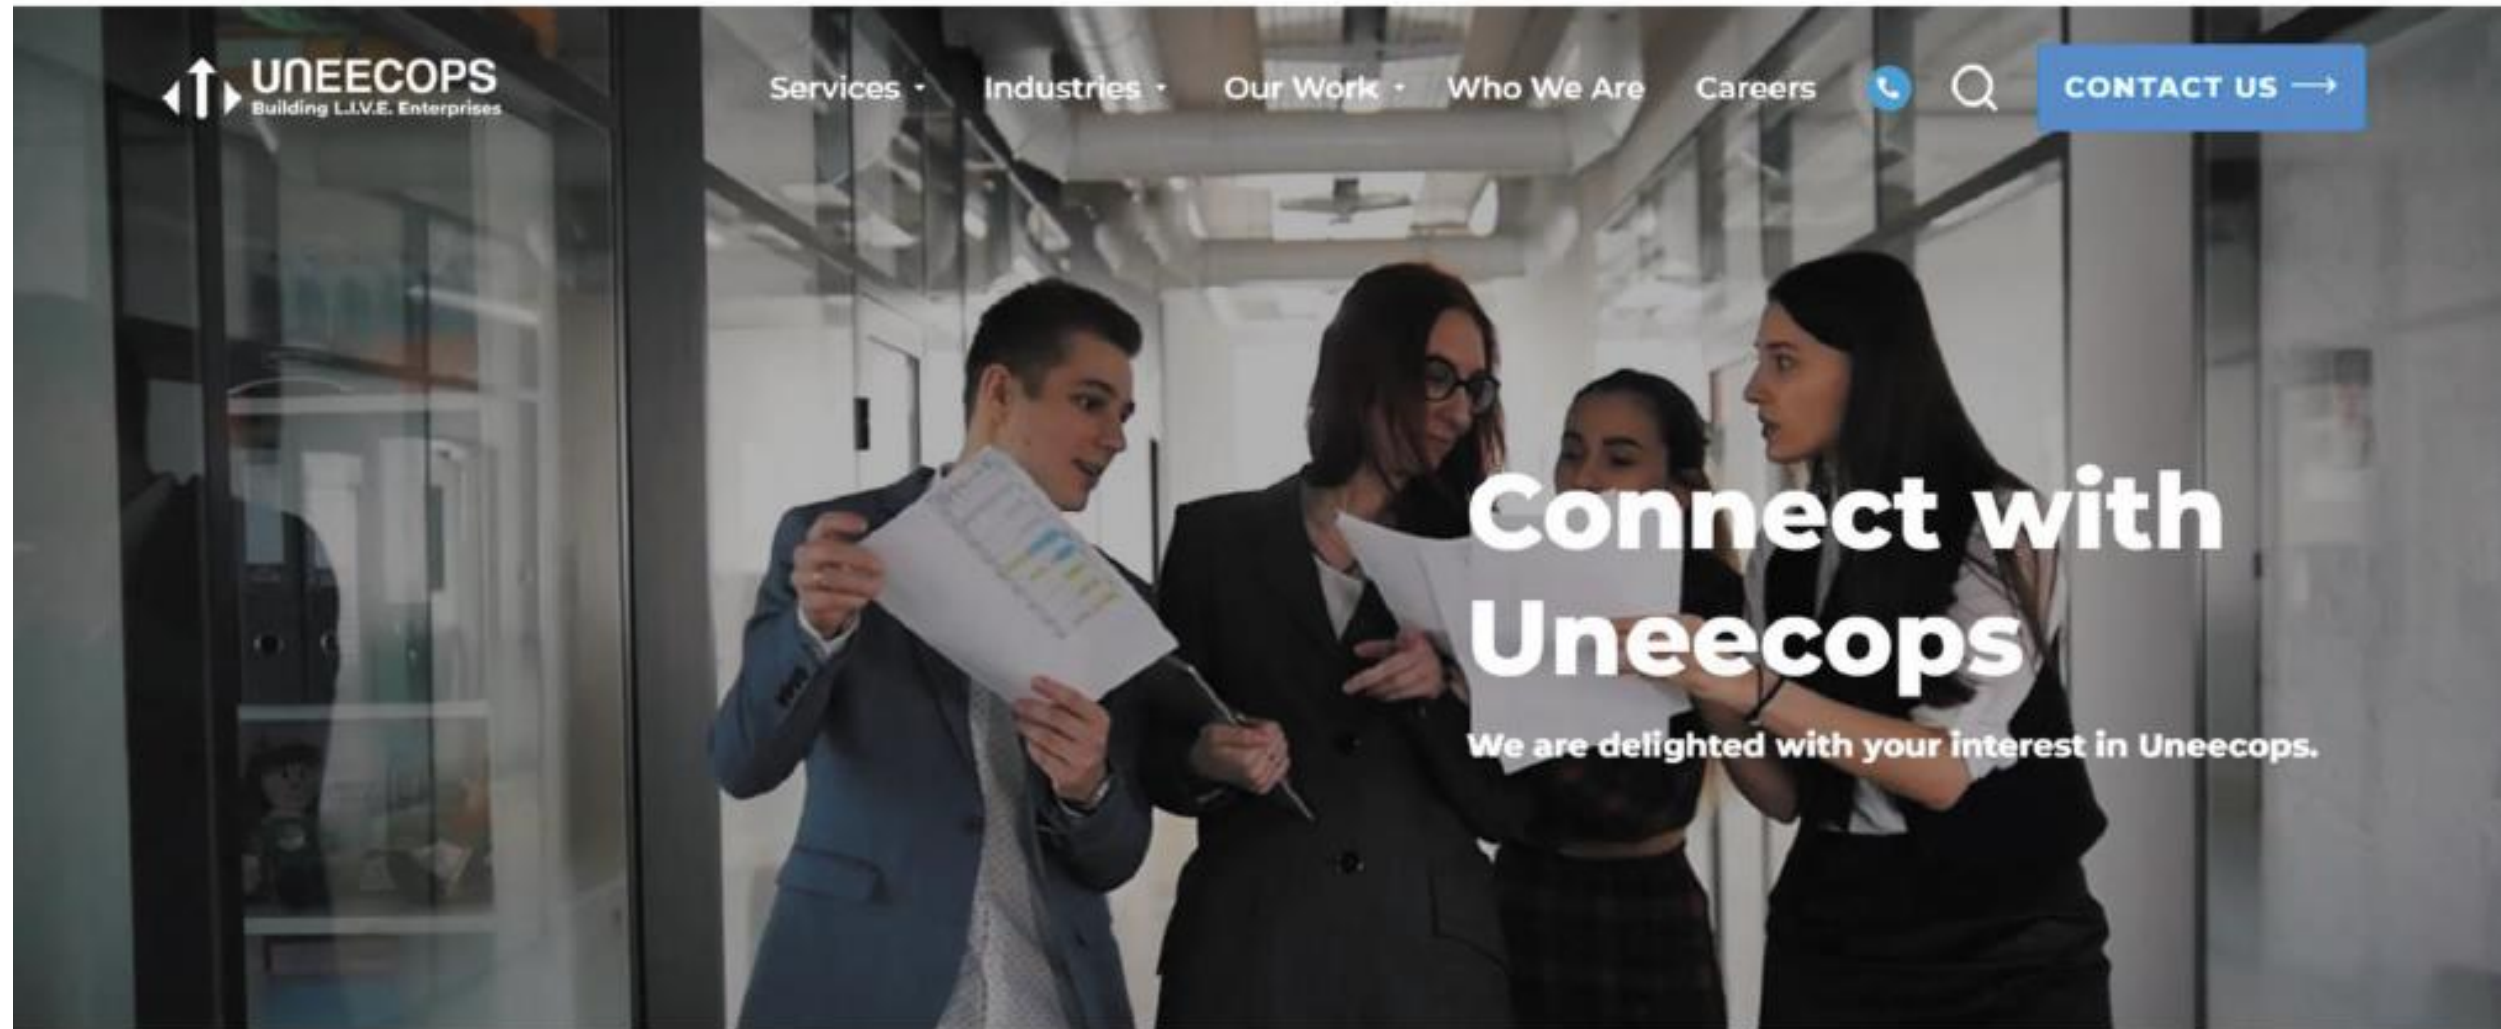 UNEECOPS
Building L.I.V.E. Enterprises
Services
Industries
Our Work
Who We Are
Careers
CONTACT US
Connect with
Uneecops
We are delighted with your interest in Uneecops.